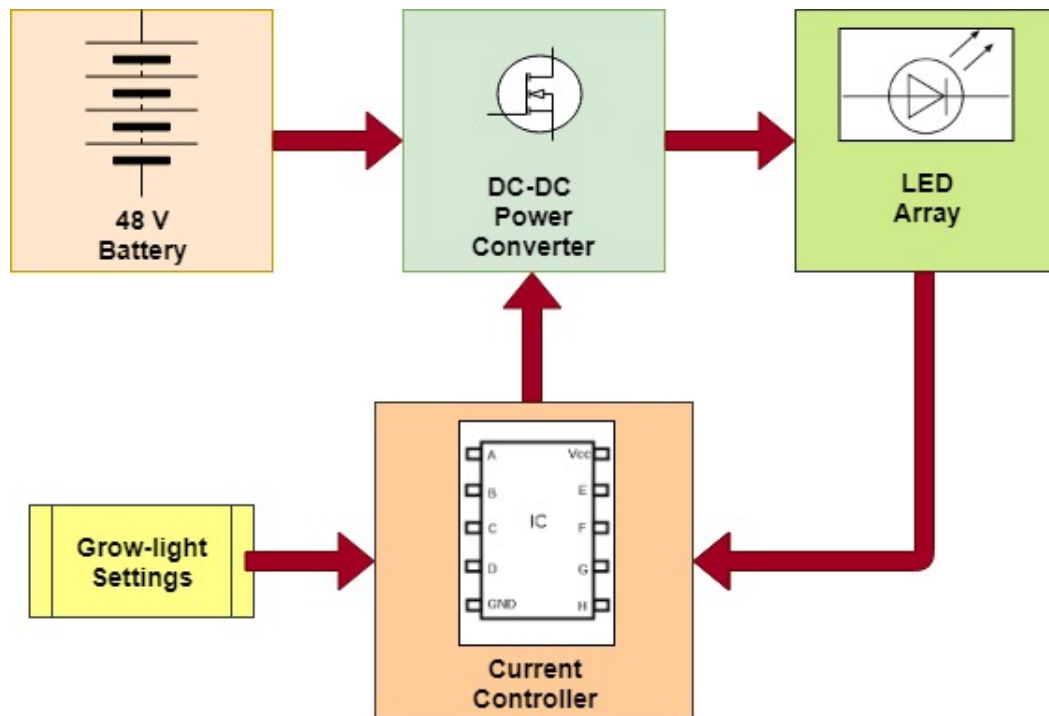 48 V
Battery
DC-DC
Power
Converter
LED
Array
Grow-light
Settings
A
B
C
D
GND
IC
Vcc
E
F
G
H
Current
Controller